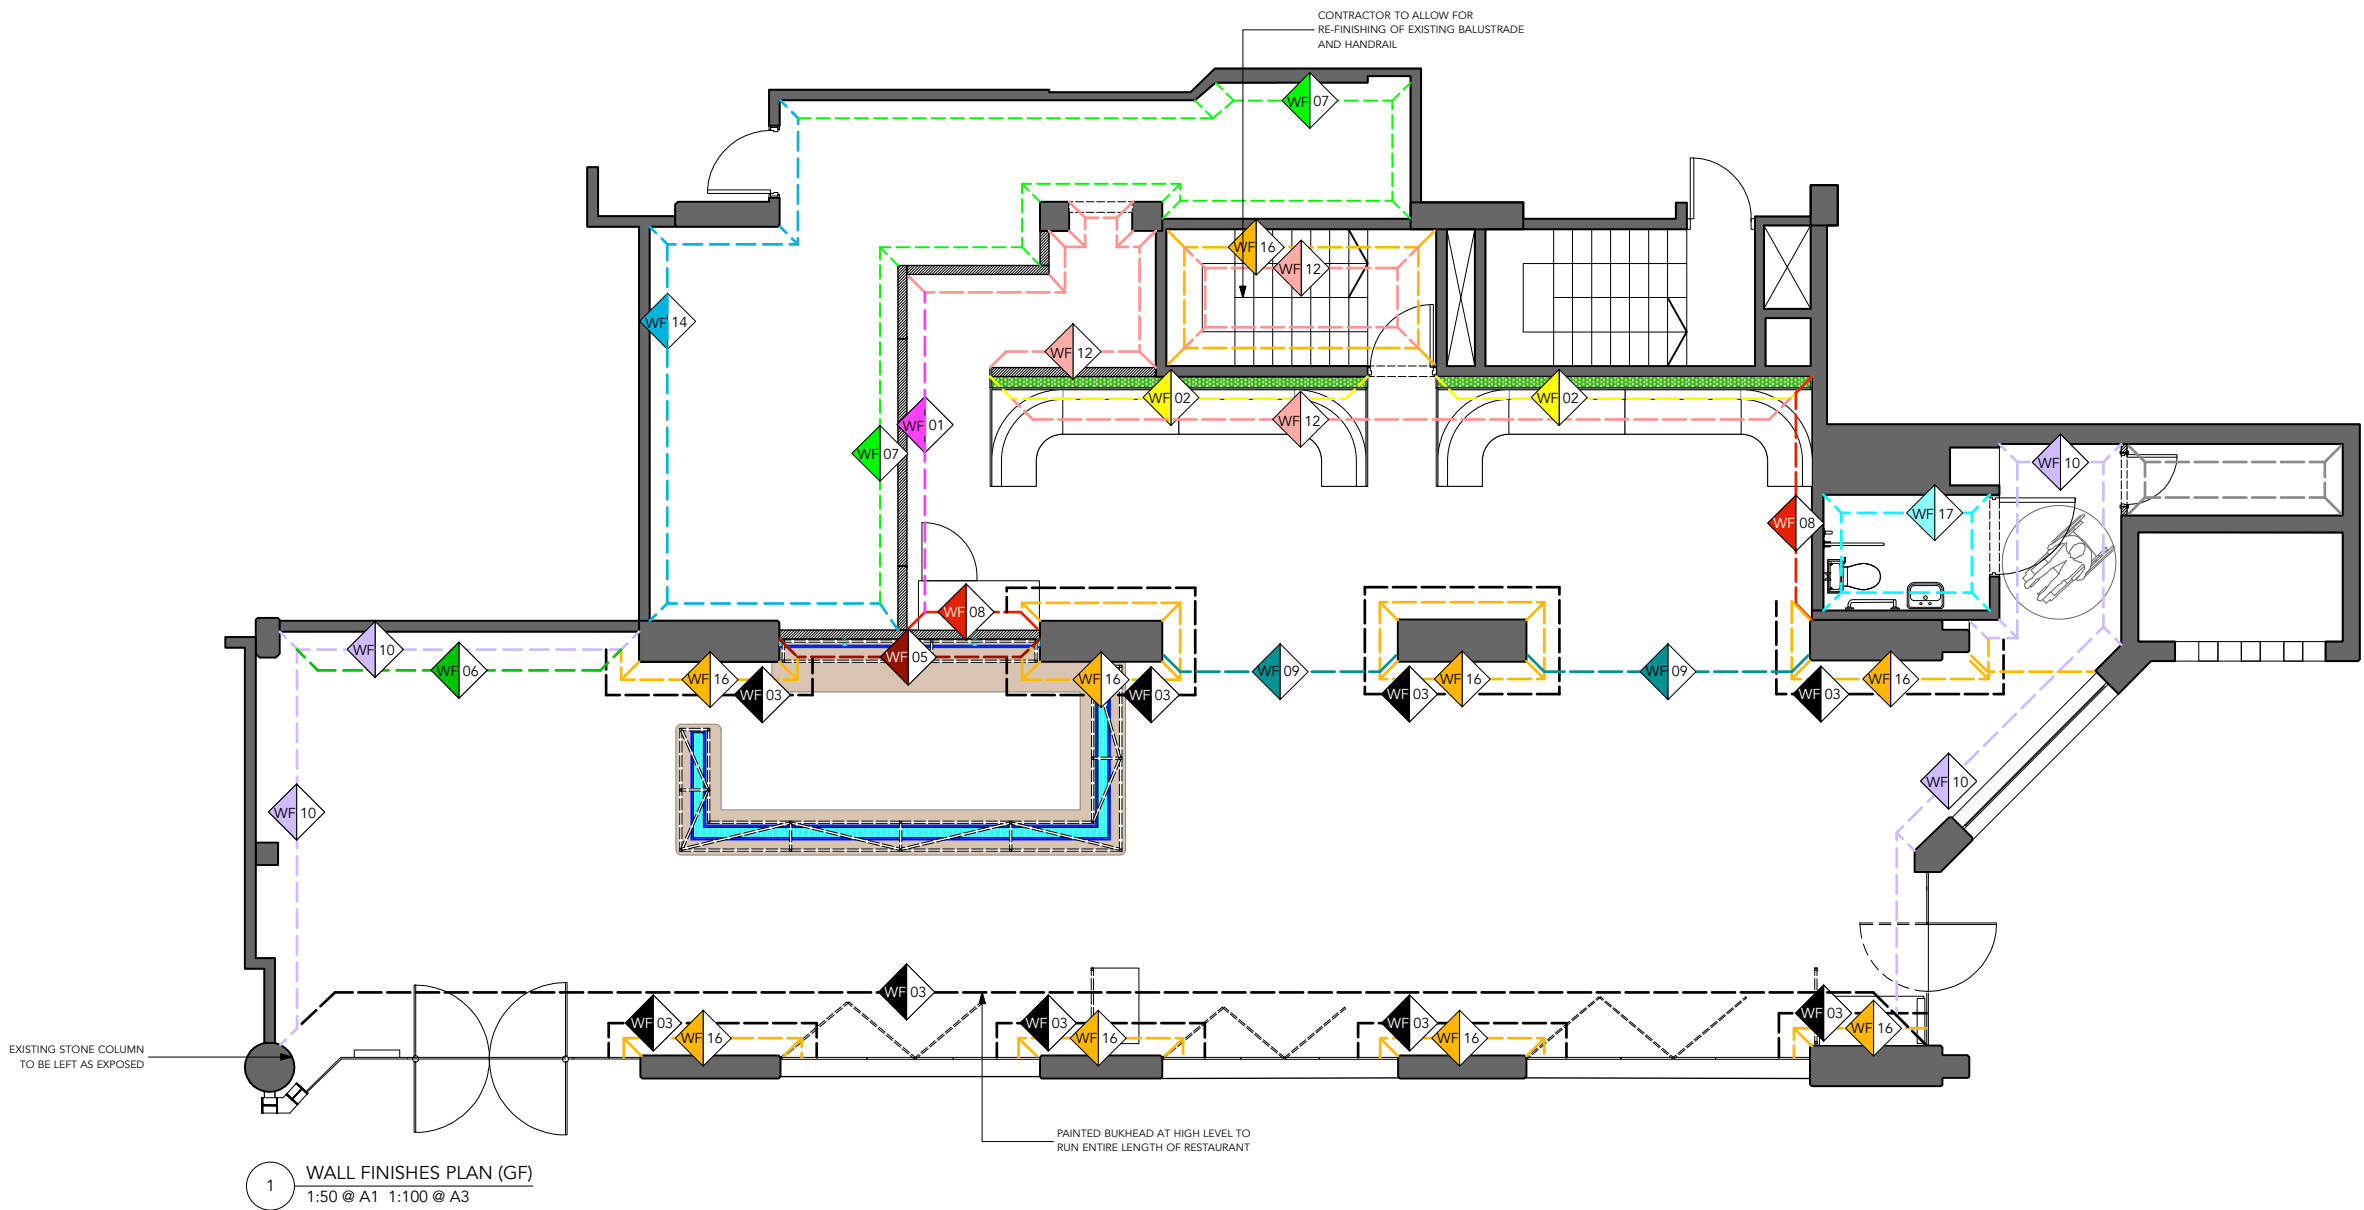 CONTRACTOR TO ALLOW FOR
RE-FINISHING OF EXISTING BALUSTRADE
AND HANDRAIL
WF 07
WF 16
WF 12
WF 14
WF 12
WF 02
WF 02
WF 12
WF 01
WF 07
WF 10
WF 17
WF 08
WF 08
WF 10
WF 06
WF 05
WF 16
WF 03
WF 16
WF 03
WF 09
WF 03
WF 16
WF 09
WF 03
WF 16
WF 10
WF 10
WF 03
WF 03
WF 16
WF 03
WF 16
WF 03
WF 16
WF 03
WF 16
EXISTING STONE COLUMN
TO BE LEFT AS EXPOSED
PAINTED BUKHEAD AT HIGH LEVEL TO
RUN ENTIRE LENGTH OF RESTAURANT
1
WALL FINISHES PLAN (GF)
1:50 @ A1 1:100 @ A3